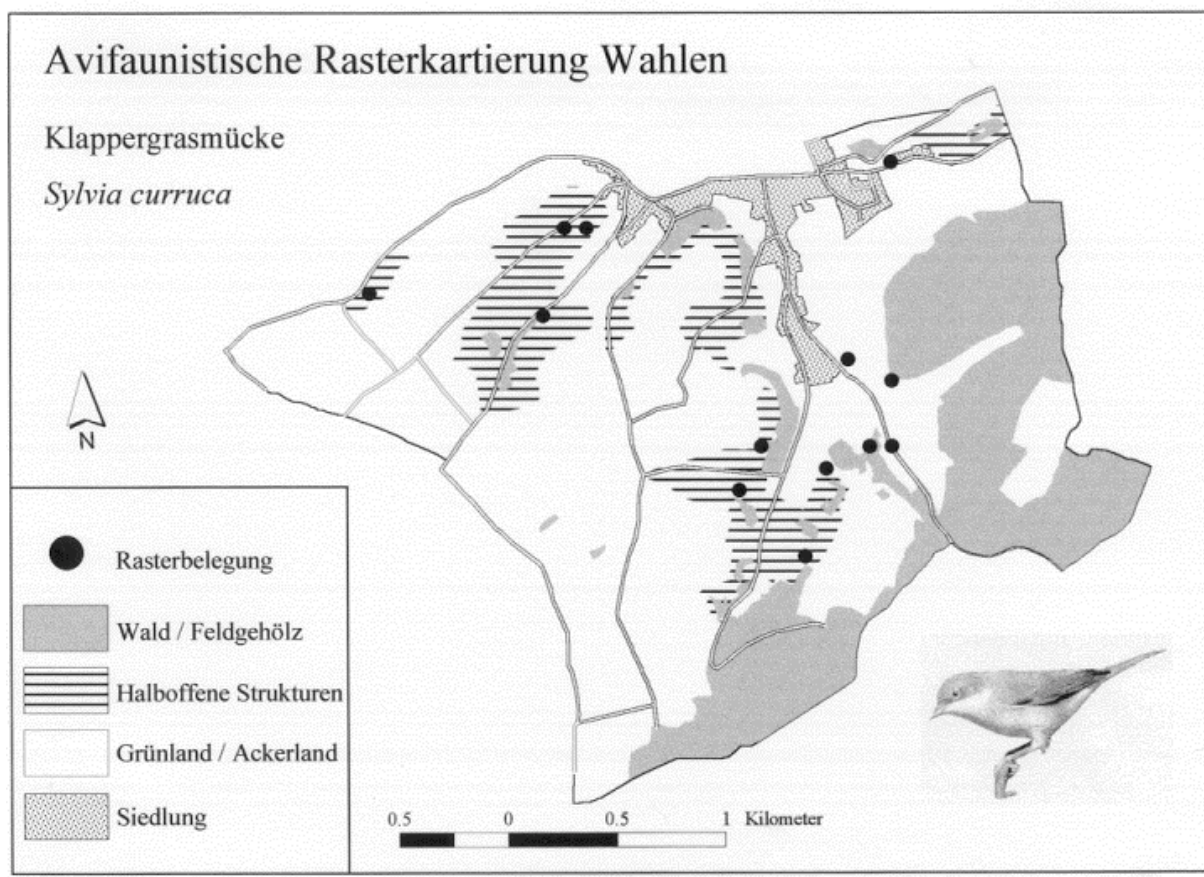 Avifaunistische Rasterkartierung Wahlen
Klappergrasmücke
Sylvia curruca
N
Rasterbelegung
Wald / Feldgehölz
Halboffene Strukturen
Grünland / Ackerland
Siedlung
0.5 0 0.5 1 Kilometer